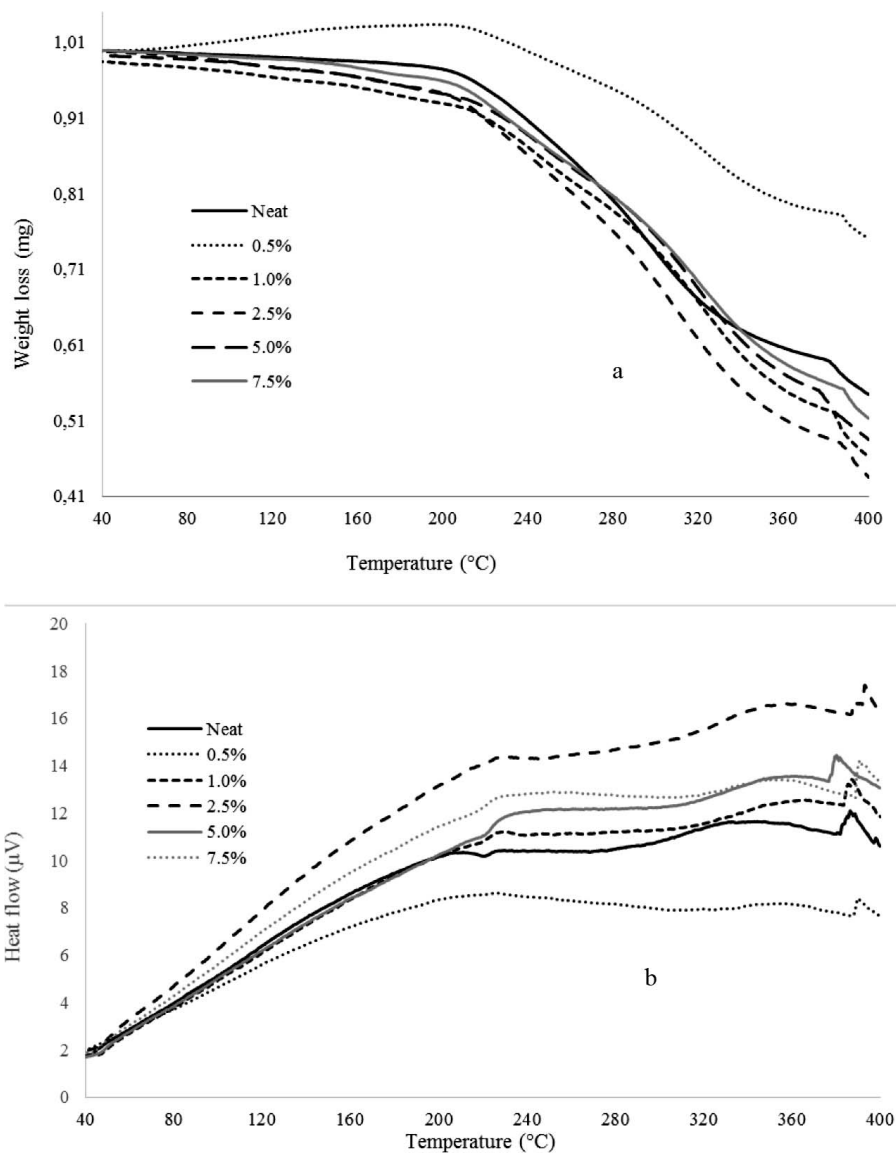 1,01
0,91
0,81
0,71
0,61
0,51
0,41
Weight loss (mg)
Neat
0.5%
1.0%
2.5%
5.0%
7.5%
a
40 80 120 160 200 240 280 320 360 400
Temperature (°C)
20
18
16
14
12
10
8
6
4
2
0
Heat flow (µV)
Neat
0.5%
1.0%
2.5%
5.0%
7.5%
b
40 80 120 160 200 240 280 320 360 400
Temperature (°C)